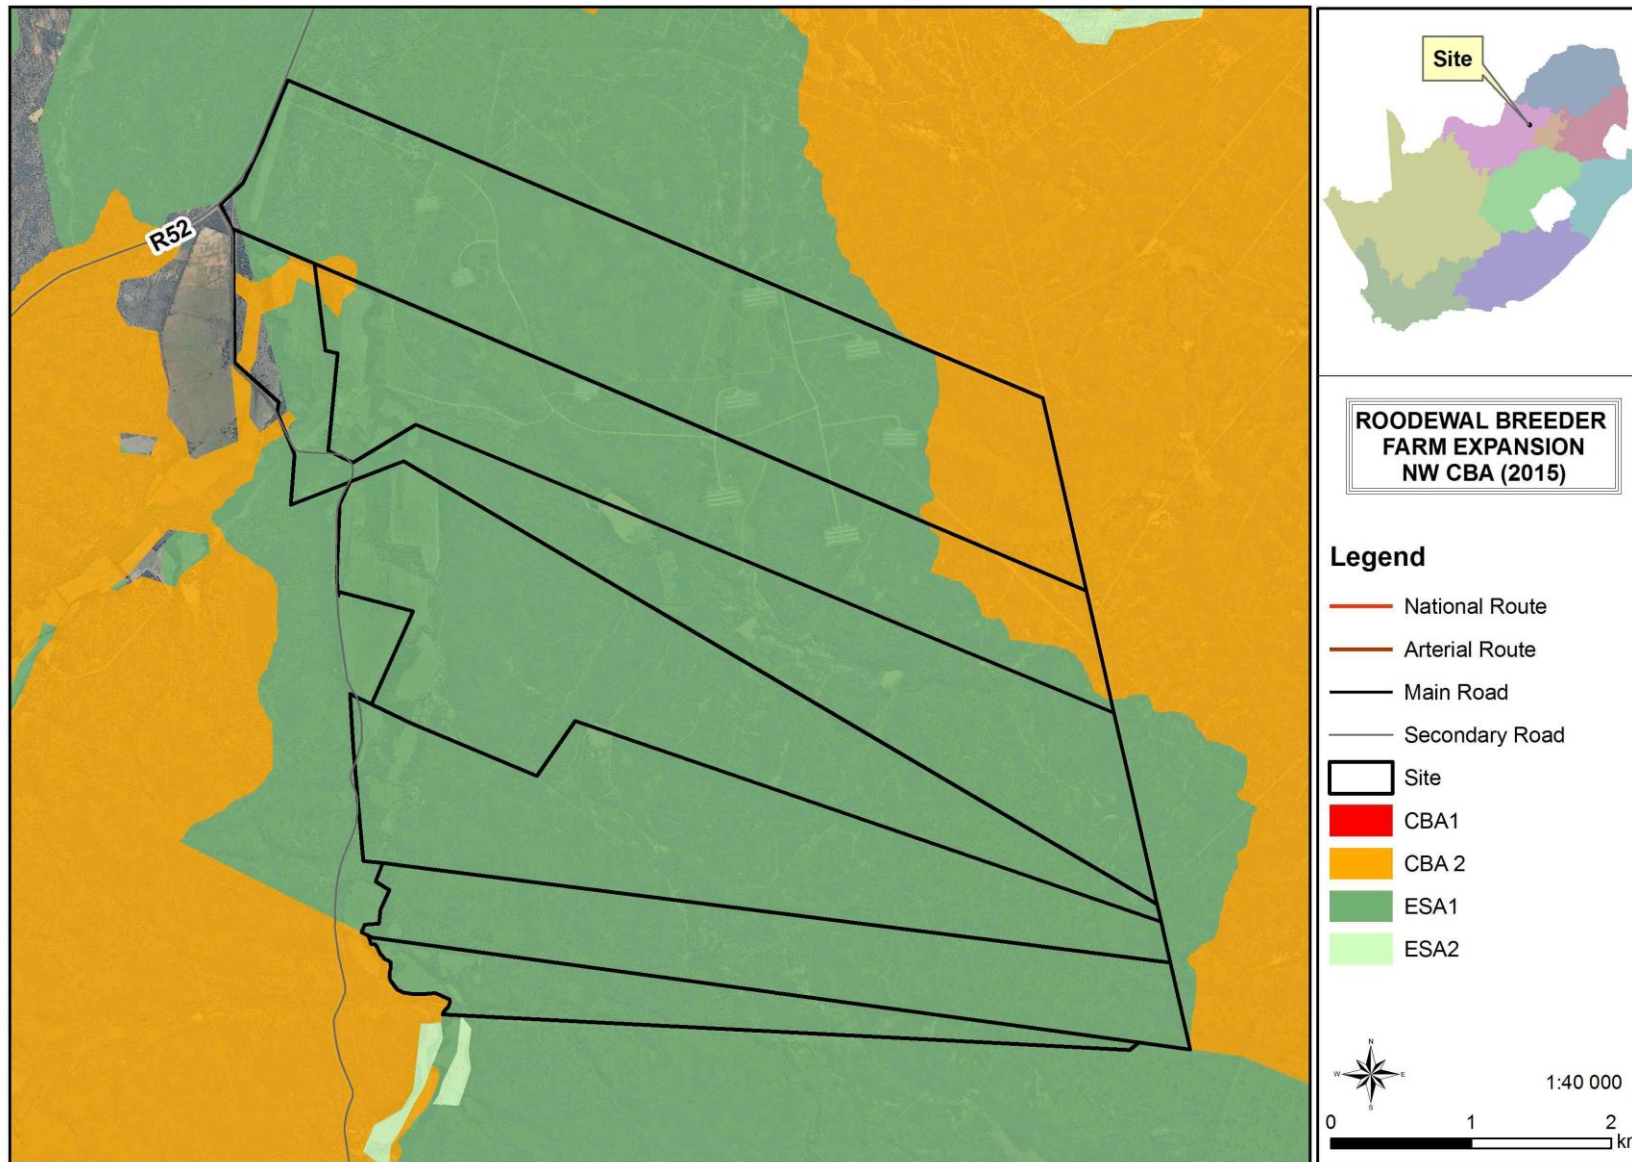 R52
Site
ROODEWAL BREEDER
FARM EXPANSION
NW CBA (2015)
Legend
National Route
Arterial Route
Main Road
Secondary Road
Site
CBA1
CBA 2
ESA1
ESA2
N
W E
S
1:40 000
0 1 2
km